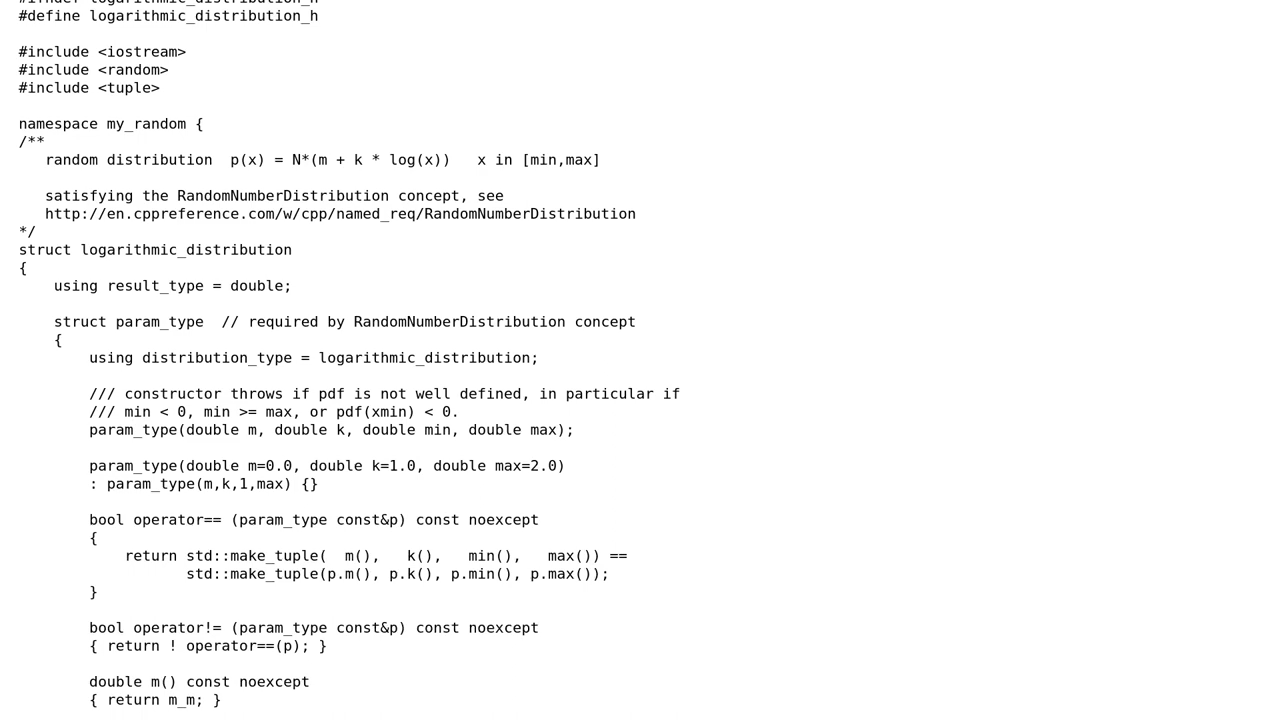 #ifndef logarithmic_distribution_h
#define logarithmic_distribution_h
#include <iostream>
#include <random>
#include <tuple>
namespace my_random {
/**
random distribution  p(x) = N*(m + k * log(x))   x in [min,max]
satisfying the RandomNumberDistribution concept, see
http://en.cppreference.com/w/cpp/named_req/RandomNumberDistribution
*/
struct logarithmic_distribution
{
using result_type = double;
struct param_type  // required by RandomNumberDistribution concept
{
using distribution_type = logarithmic_distribution;
/// constructor throws if pdf is not well defined, in particular if
/// min < 0, min >= max, or pdf(xmin) < 0.
param_type(double m, double k, double min, double max);
param_type(double m=0.0, double k=1.0, double max=2.0)
: param_type(m,k,1,max) {}
bool operator== (param_type const&p) const noexcept
{
return std::make_tuple(  m(),   k(),   min(),   max()) ==
std::make_tuple(p.m(), p.k(), p.min(), p.max());
}
bool operator!= (param_type const&p) const noexcept
{ return ! operator==(p); }
double m() const noexcept
{ return m_m; }